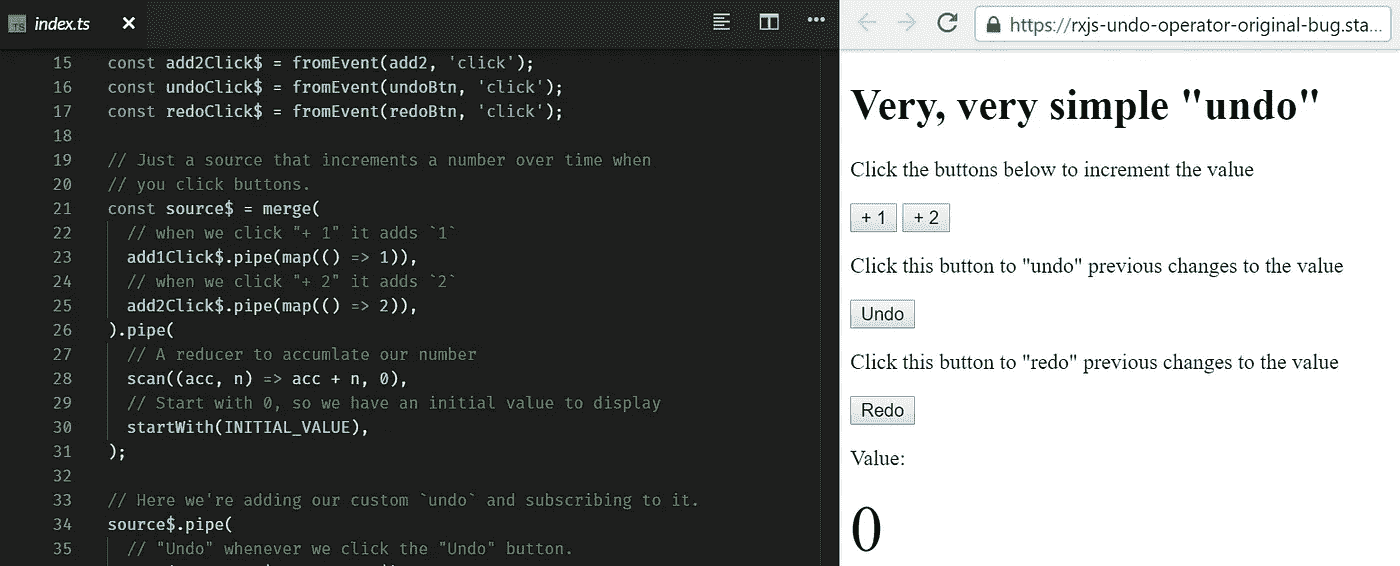 TS index.ts
15 const add2Click$ = fromEvent(add2, 'click');
16 const undoClick$ = fromEvent(undoBtn, 'click');
17 const redoClick$ = fromEvent(redoBtn, 'click');
18
19 // Just a source that increments a number over time when
20 // you click buttons.
21 const source$ = merge(
22 // when we click "+ 1" it adds `1`
23 add1Click$.pipe(map(() => 1)),
24 // when we click "+ 2" it adds `2`
25 add2Click$.pipe(map(() => 2)),
26 ).pipe(
27 // A reducer to accumlate our number
28 scan((acc, n) => acc + n, 0),
29 // Start with 0, so we have an initial value to display
30 startWith(INITIAL_VALUE),
31 );
32
33 // Here we're adding our custom `undo` and subscribing to it.
34 source$.pipe(
35 // "Undo" whenever we click the "Undo" button.
https://rxjs-undo-operator-original-bug.sta...
Very, very simple "undo"
Click the buttons below to increment the value
+ 1 + 2
Click this button to "undo" previous changes to the value
Undo
Click this button to "redo" previous changes to the value
Redo
Value:
0